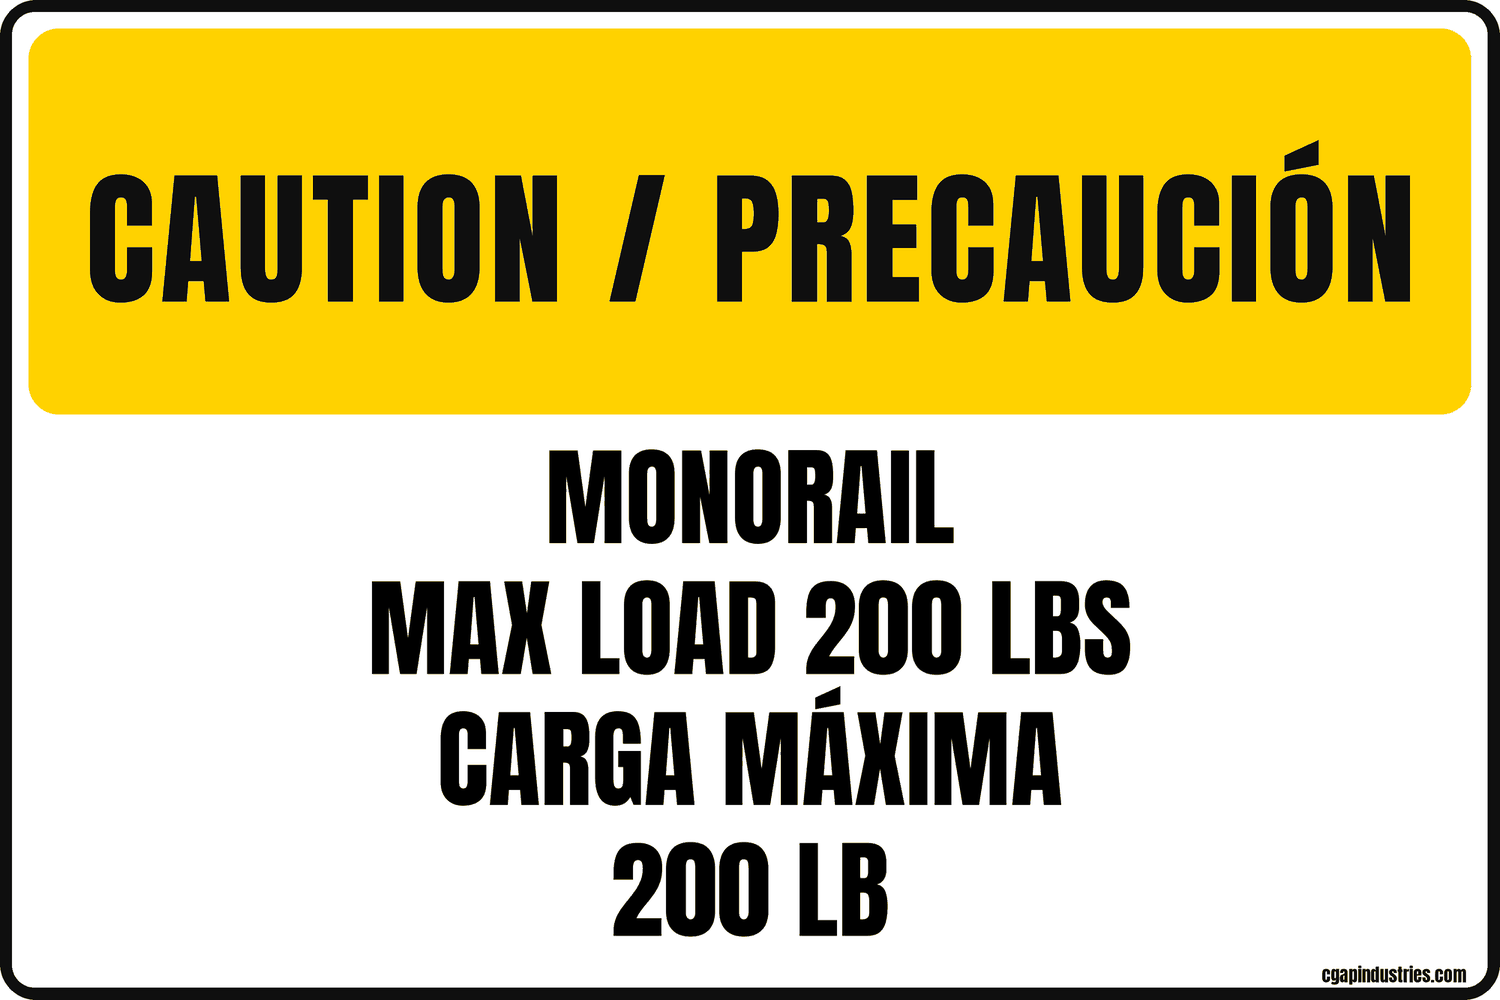 CAUTION / PRECAUCIÓN
MONORAIL
MAX LOAD 200 LBS
CARGA MÁXIMA
200 LB
cgapindustries.com